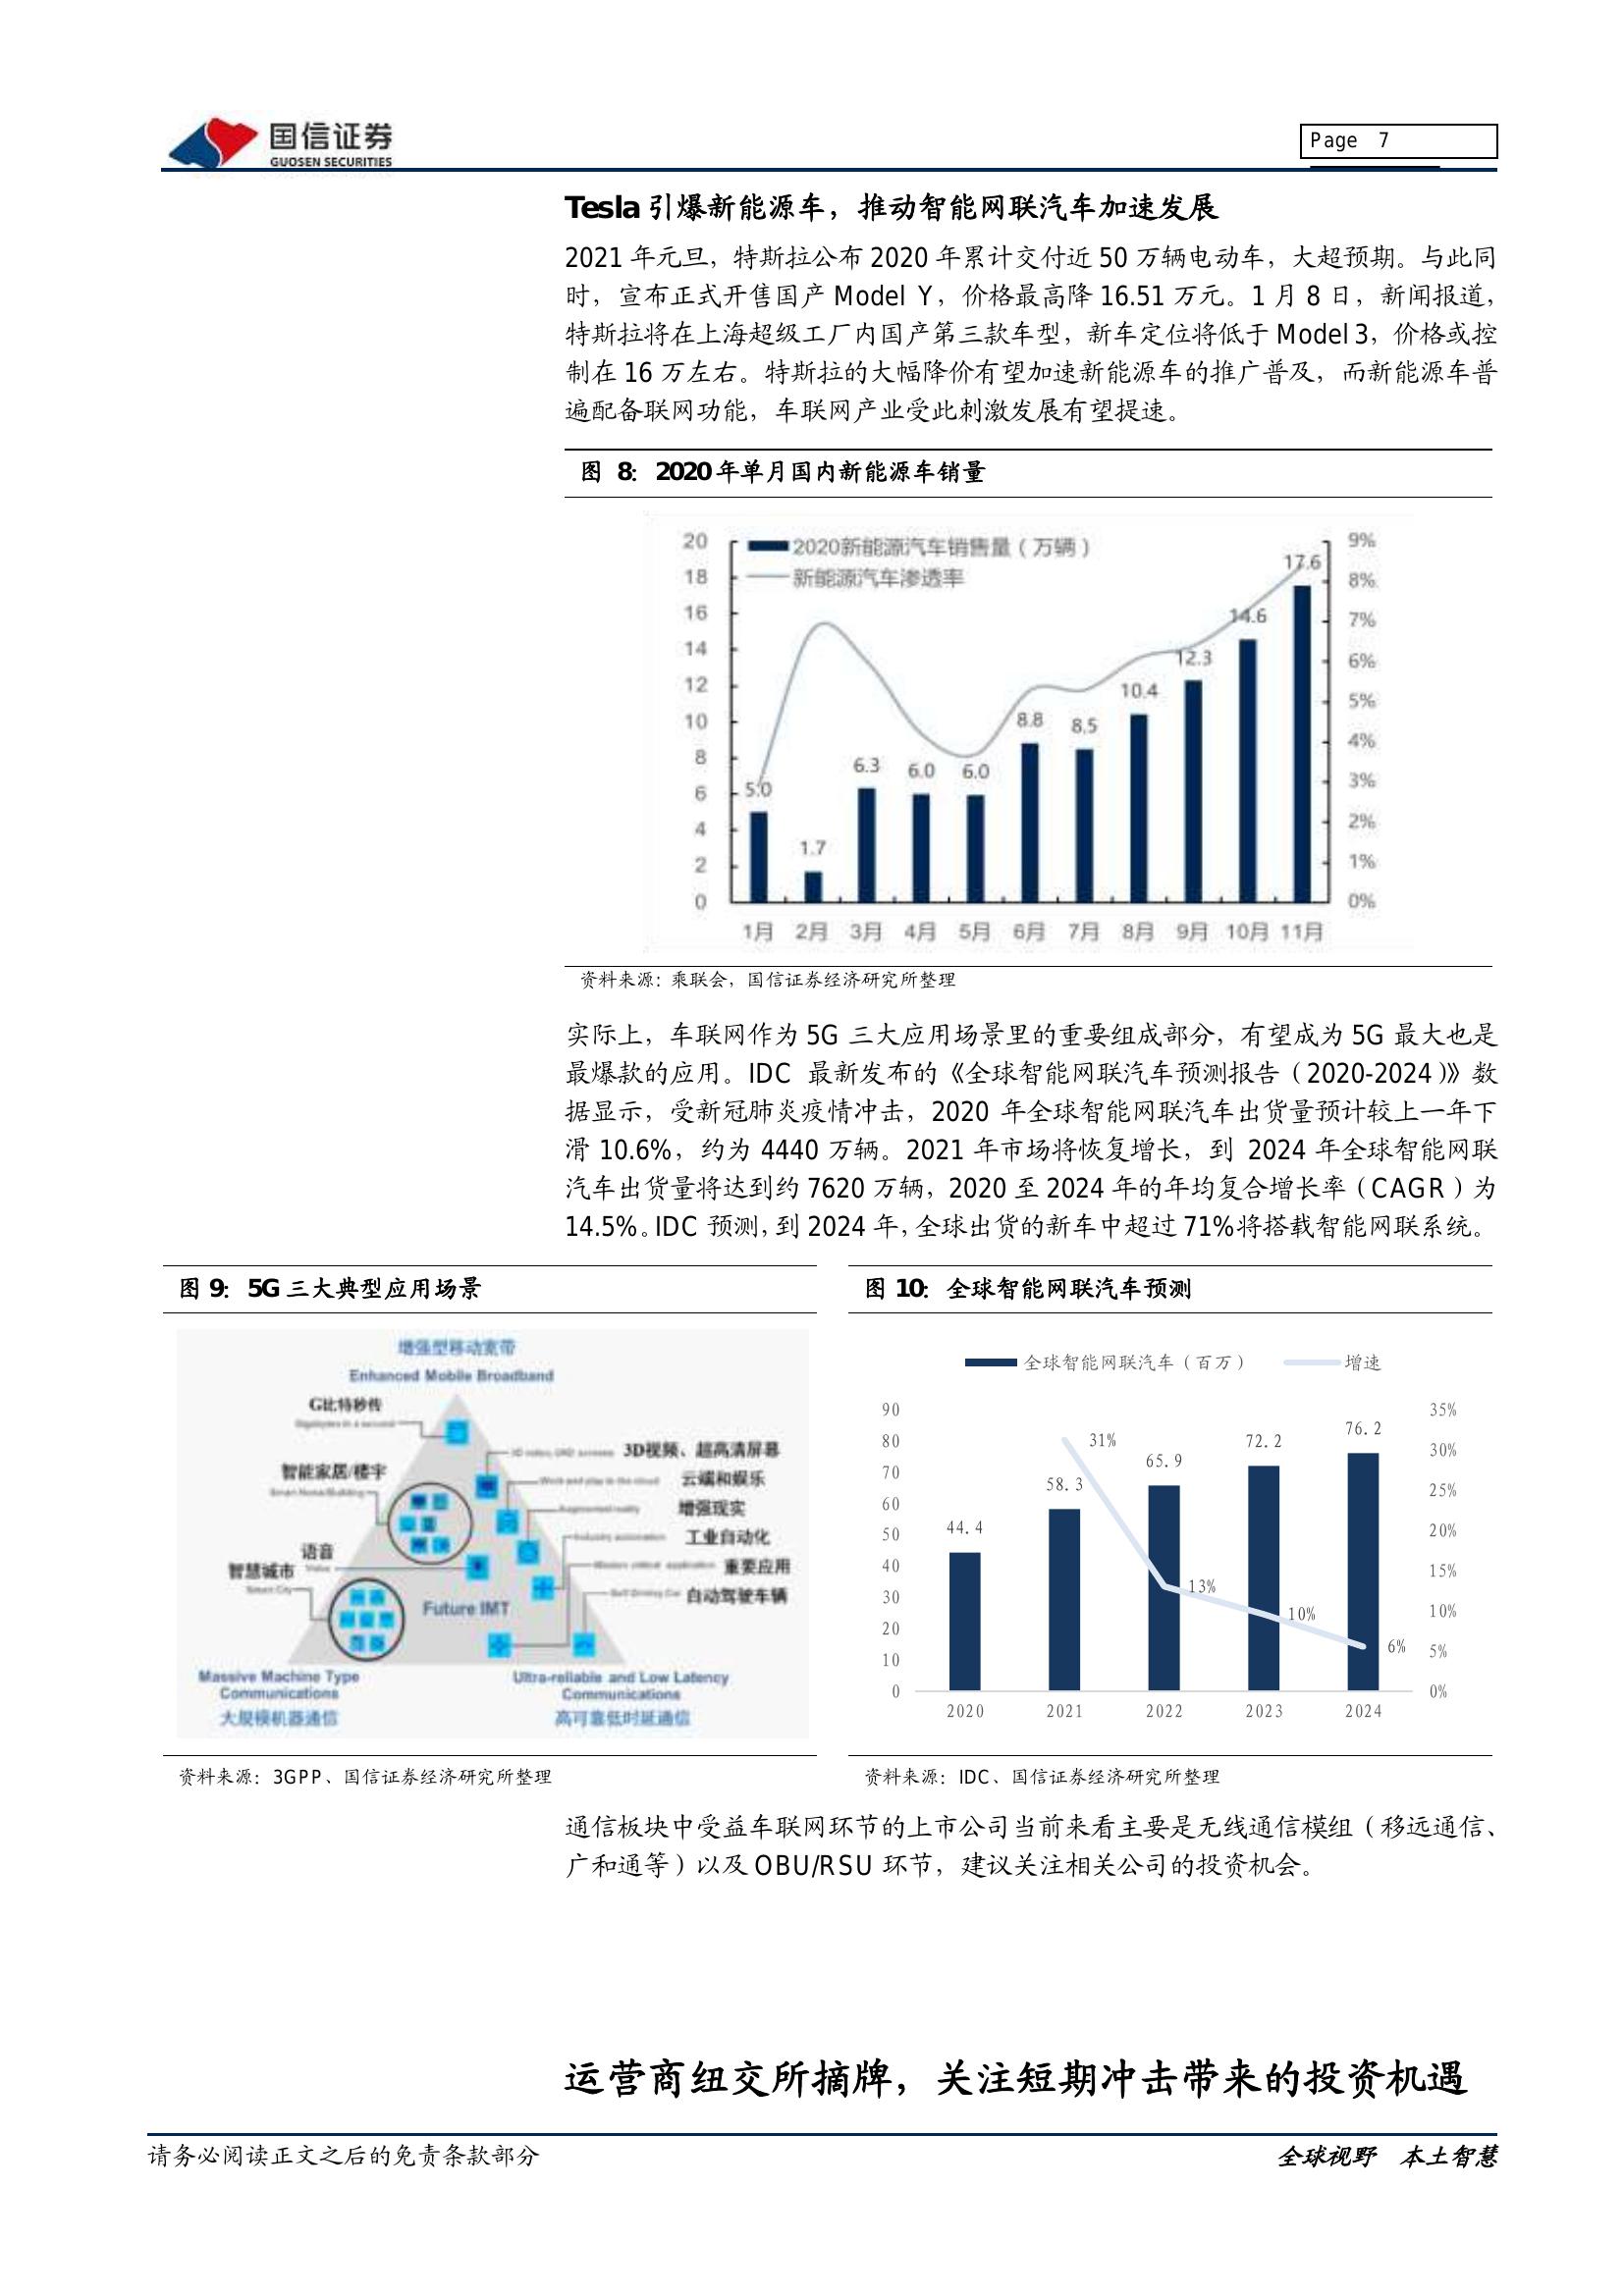 国信证券
GUOSEN SECURITIES
Page 7
Tesla 引爆新能源车，推动智能网联汽车加速发展
2021 年元旦，特斯拉公布 2020 年累计交付近 50 万辆电动车，大超预期。与此同
时，宣布正式开售国产 Model Y，价格最高降 16.51 万元。1 月 8 日，新闻报道，
特斯拉将在上海超级工厂内国产第三款车型，新车定位将低于 Model 3，价格或控
制在 16 万左右。特斯拉的大幅降价有望加速新能源车的推广普及，而新能源车普
遍配备联网功能，车联网产业受此刺激发展有望提速。
图 8：2020年单月国内新能源车销量
2020新能源汽车销售量（万辆）
新能源汽车渗透率
20
18
16
14
12
10
8
6
4
2
0
9%
8%
7%
6%
5%
4%
3%
2%
1%
0%
5.0
1.7
6.3
6.0
6.0
8.8
8.5
10.4
12.3
14.6
17.6
1月 2月 3月 4月 5月 6月 7月 8月 9月 10月 11月
资料来源：乘联会，国信证券经济研究所整理
实际上，车联网作为 5G 三大应用场景里的重要组成部分，有望成为 5G 最大也是
最爆款的应用。IDC 最新发布的《全球智能网联汽车预测报告（2020-2024）》数
据显示，受新冠肺炎疫情冲击，2020 年全球智能网联汽车出货量预计较上一年下
滑 10.6%，约为 4440 万辆。2021 年市场将恢复增长，到 2024 年全球智能网联
汽车出货量将达到约 7620 万辆，2020 至 2024 年的年均复合增长率（CAGR）为
14.5%。IDC 预测，到 2024 年，全球出货的新车中超过 71%将搭载智能网联系统。
图 9：5G 三大典型应用场景
增强型移动宽带
Enhanced Mobile Broadband
G比特秒传
Gigabytes in a second
3D video, UHD screens 3D视频、超高清屏幕
智能家居/楼宇
Smart Home/Building
Work and play in the cloud 云端和娱乐
Augmented reality 增强现实
Industry automation 工业自动化
语音
Voice
Mission critical application 重要应用
智慧城市
Smart City
Self Driving Car 自动驾驶车辆
Future IMT
Massive Machine Type
Communications
大规模机器通信
Ultra-reliable and Low Latency
Communications
高可靠低时延通信
资料来源：3GPP、国信证券经济研究所整理
图 10：全球智能网联汽车预测
全球智能网联汽车（百万） 增速
90
80
70
60
50
40
30
20
10
0
35%
30%
25%
20%
15%
10%
5%
0%
44.4
58.3
65.9
72.2
76.2
31%
13%
10%
6%
2020 2021 2022 2023 2024
资料来源：IDC、国信证券经济研究所整理
通信板块中受益车联网环节的上市公司当前来看主要是无线通信模组（移远通信、
广和通等）以及 OBU/RSU 环节，建议关注相关公司的投资机会。
运营商纽交所摘牌，关注短期冲击带来的投资机遇
请务必阅读正文之后的免责条款部分
全球视野 本土智慧